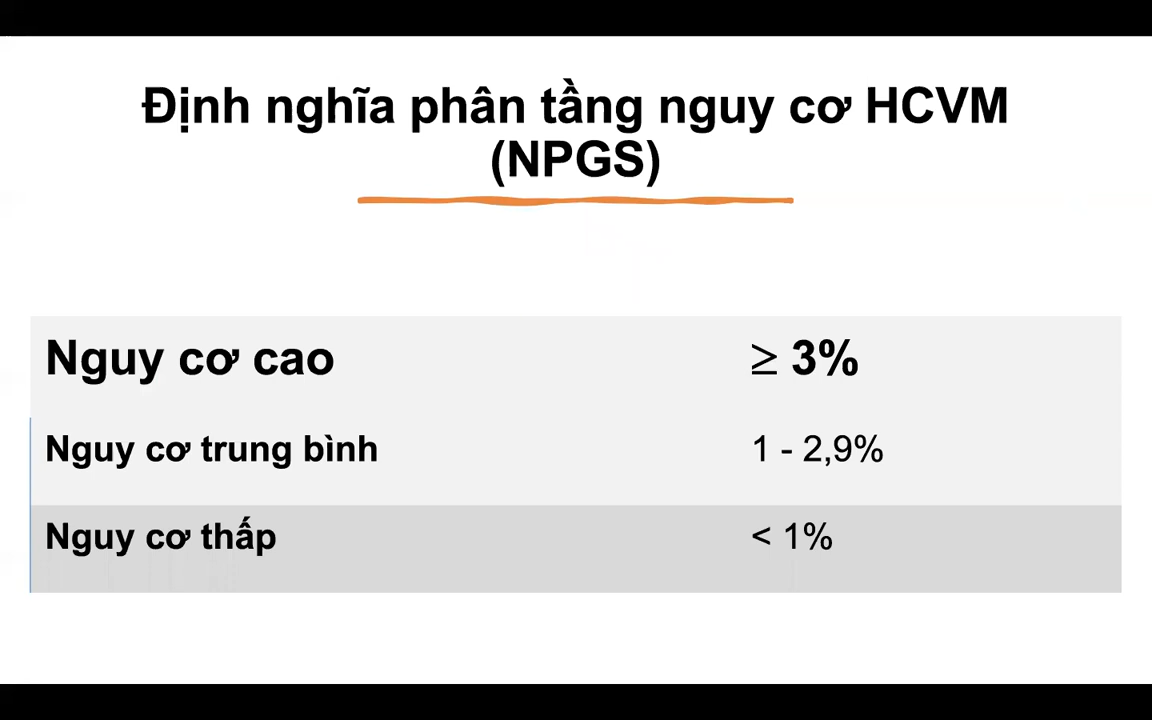 Định nghĩa phân tầng nguy cơ HCVM
(NPGS)
Nguy cơ cao ≥ 3%
Nguy cơ trung bình 1 - 2,9%
Nguy cơ thấp < 1%